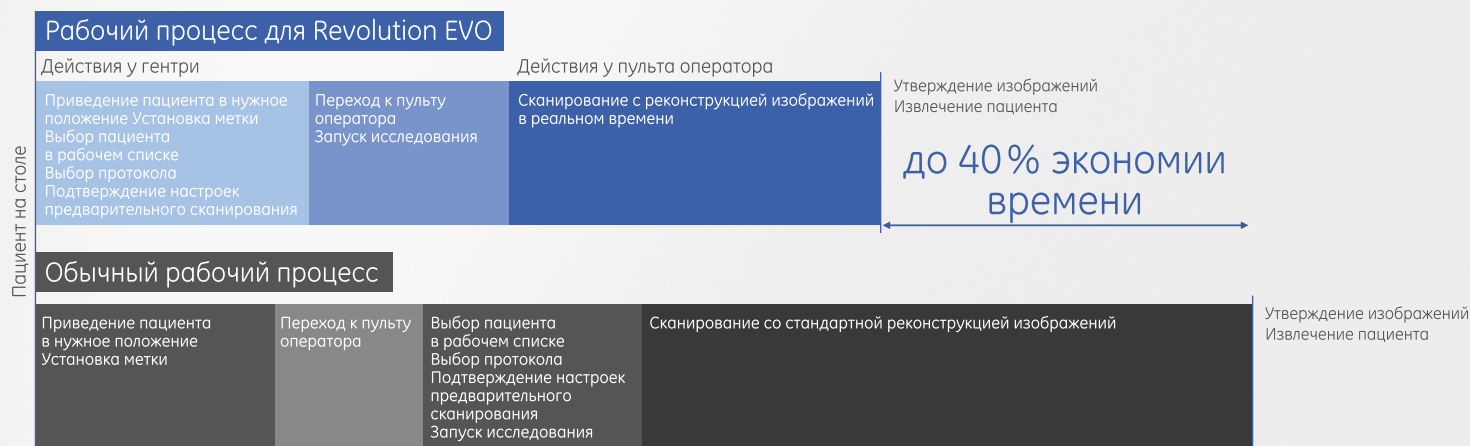 Рабочий процесс для Revolution EVO
Действия у гентри
Действия у пульта оператора
Приведение пациента в нужное
положение Установка метки
Выбор пациента
в рабочем списке
Выбор протокола
Подтверждение настроек
предварительного сканирования
Переход к пульту
оператора
Запуск исследования
Сканирование с реконструкцией изображений
в реальном времени
Утверждение изображений
Извлечение пациента
до 40% экономии
времени
Пациент на столе
Обычный рабочий процесс
Приведение пациента
в нужное положение
Установка метки
Переход к пульту
оператора
Выбор пациента
в рабочем списке
Выбор протокола
Подтверждение настроек
предварительного
сканирования
Запуск исследования
Сканирование со стандартной реконструкцией изображений
Утверждение изображений
Извлечение пациента